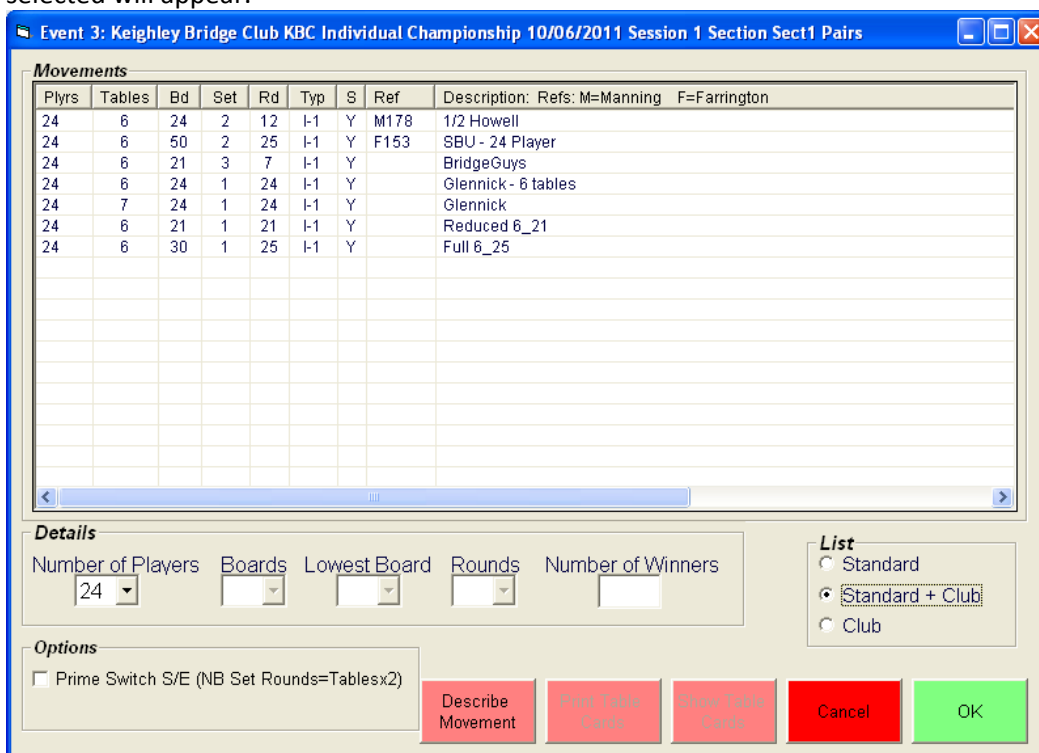 selected will appear.
Event 3: Keighley Bridge Club KBC Individual Championship 10/06/2011 Session 1 Section Sect1 Pairs
Movements
Plyrs Tables Bd Set Rd Typ S Ref Description: Refs: M=Manning F=Farrington
24 6 24 2 12 I-1 Y M178 1/2 Howell
24 6 50 2 25 I-1 Y F153 SBU - 24 Player
24 6 21 3 7 I-1 Y BridgeGuys
24 6 24 1 24 I-1 Y Glennick - 6 tables
24 7 24 1 24 I-1 Y Glennick
24 6 21 1 21 I-1 Y Reduced 6_21
24 6 30 1 25 I-1 Y Full 6_25
Details
Number of Players Boards Lowest Board Rounds Number of Winners
24
List
Standard
Standard + Club
Club
Options
Prime Switch S/E (NB Set Rounds=Tablesx2)
Describe Movement
Print Table Cards
Show Table Cards
Cancel
OK